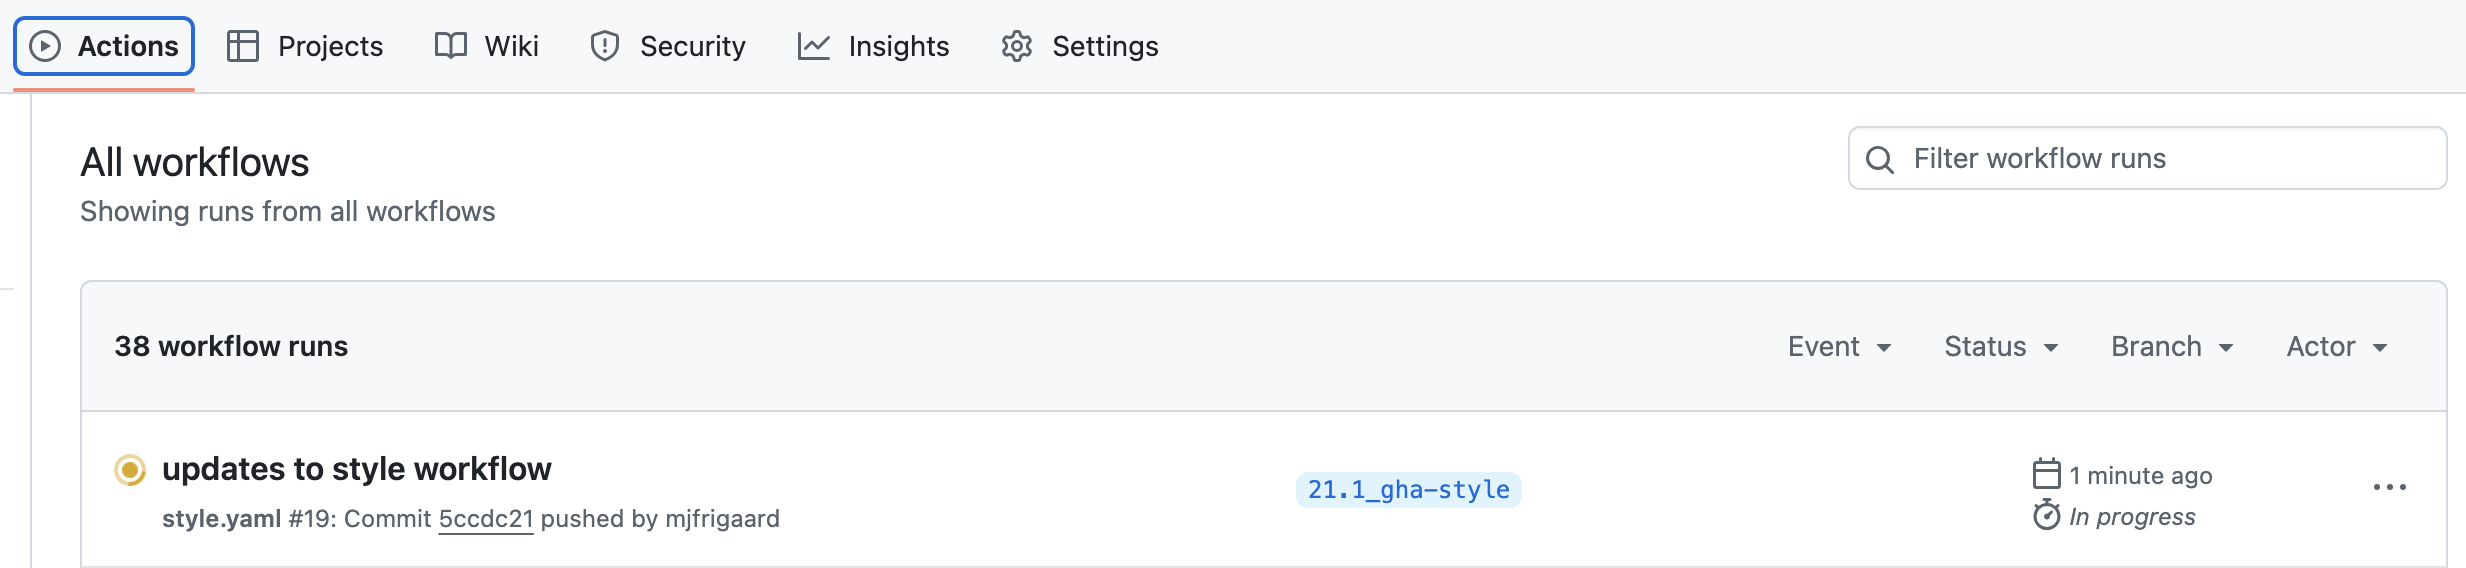 Actions Projects Wiki Security Insights Settings
All workflows
Filter workflow runs
Showing runs from all workflows
38 workflow runs Event Status Branch Actor
updates to style workflow
style.yaml #19: Commit 5ccdc21 pushed by mjfrigaard
21.1_gha-style
1 minute ago
In progress